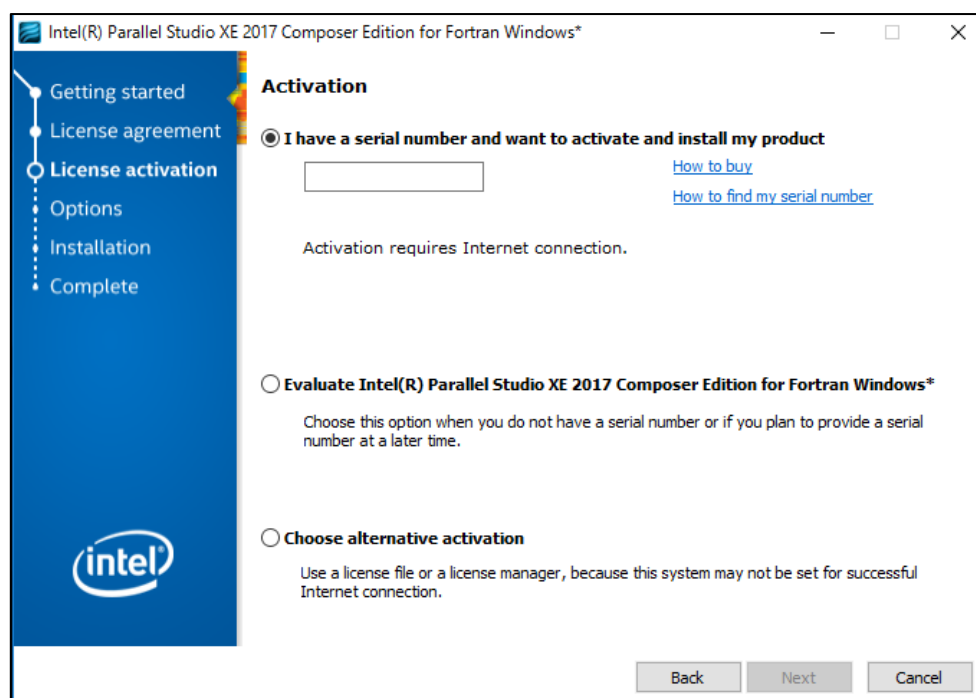 Intel(R) Parallel Studio XE 2017 Composer Edition for Fortran Windows*
Getting started
License agreement
License activation
Options
Installation
Complete
intel
Activation
I have a serial number and want to activate and install my product
How to buy
How to find my serial number
Activation requires Internet connection.
Evaluate Intel(R) Parallel Studio XE 2017 Composer Edition for Fortran Windows*
Choose this option when you do not have a serial number or if you plan to provide a serial
number at a later time.
Choose alternative activation
Use a license file or a license manager, because this system may not be set for successful
Internet connection.
Back
Next
Cancel